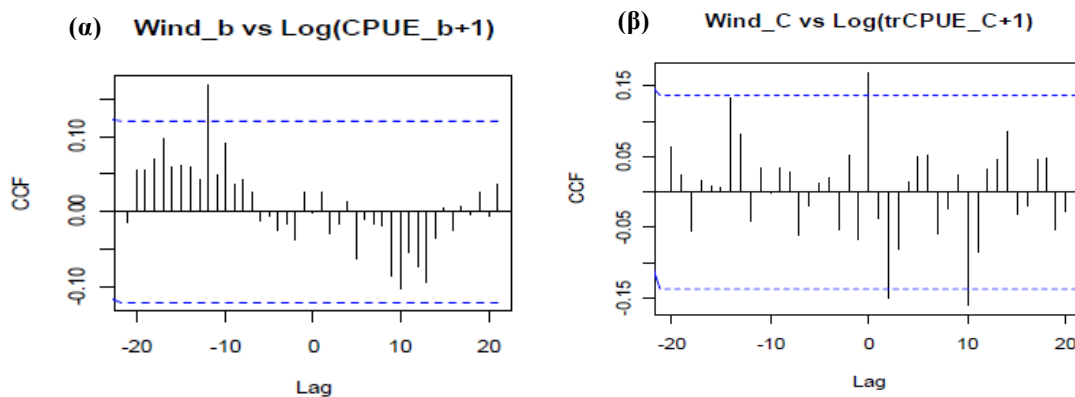 (α) Wind_b vs Log(CPUE_b+1)
CCF
0.10
0.00
-0.10
-20 -10 0 10 20
Lag
(β) Wind_C vs Log(trCPUE_C+1)
CCF
0.15
0.05
-0.05
-0.15
-20 -10 0 10 20
Lag